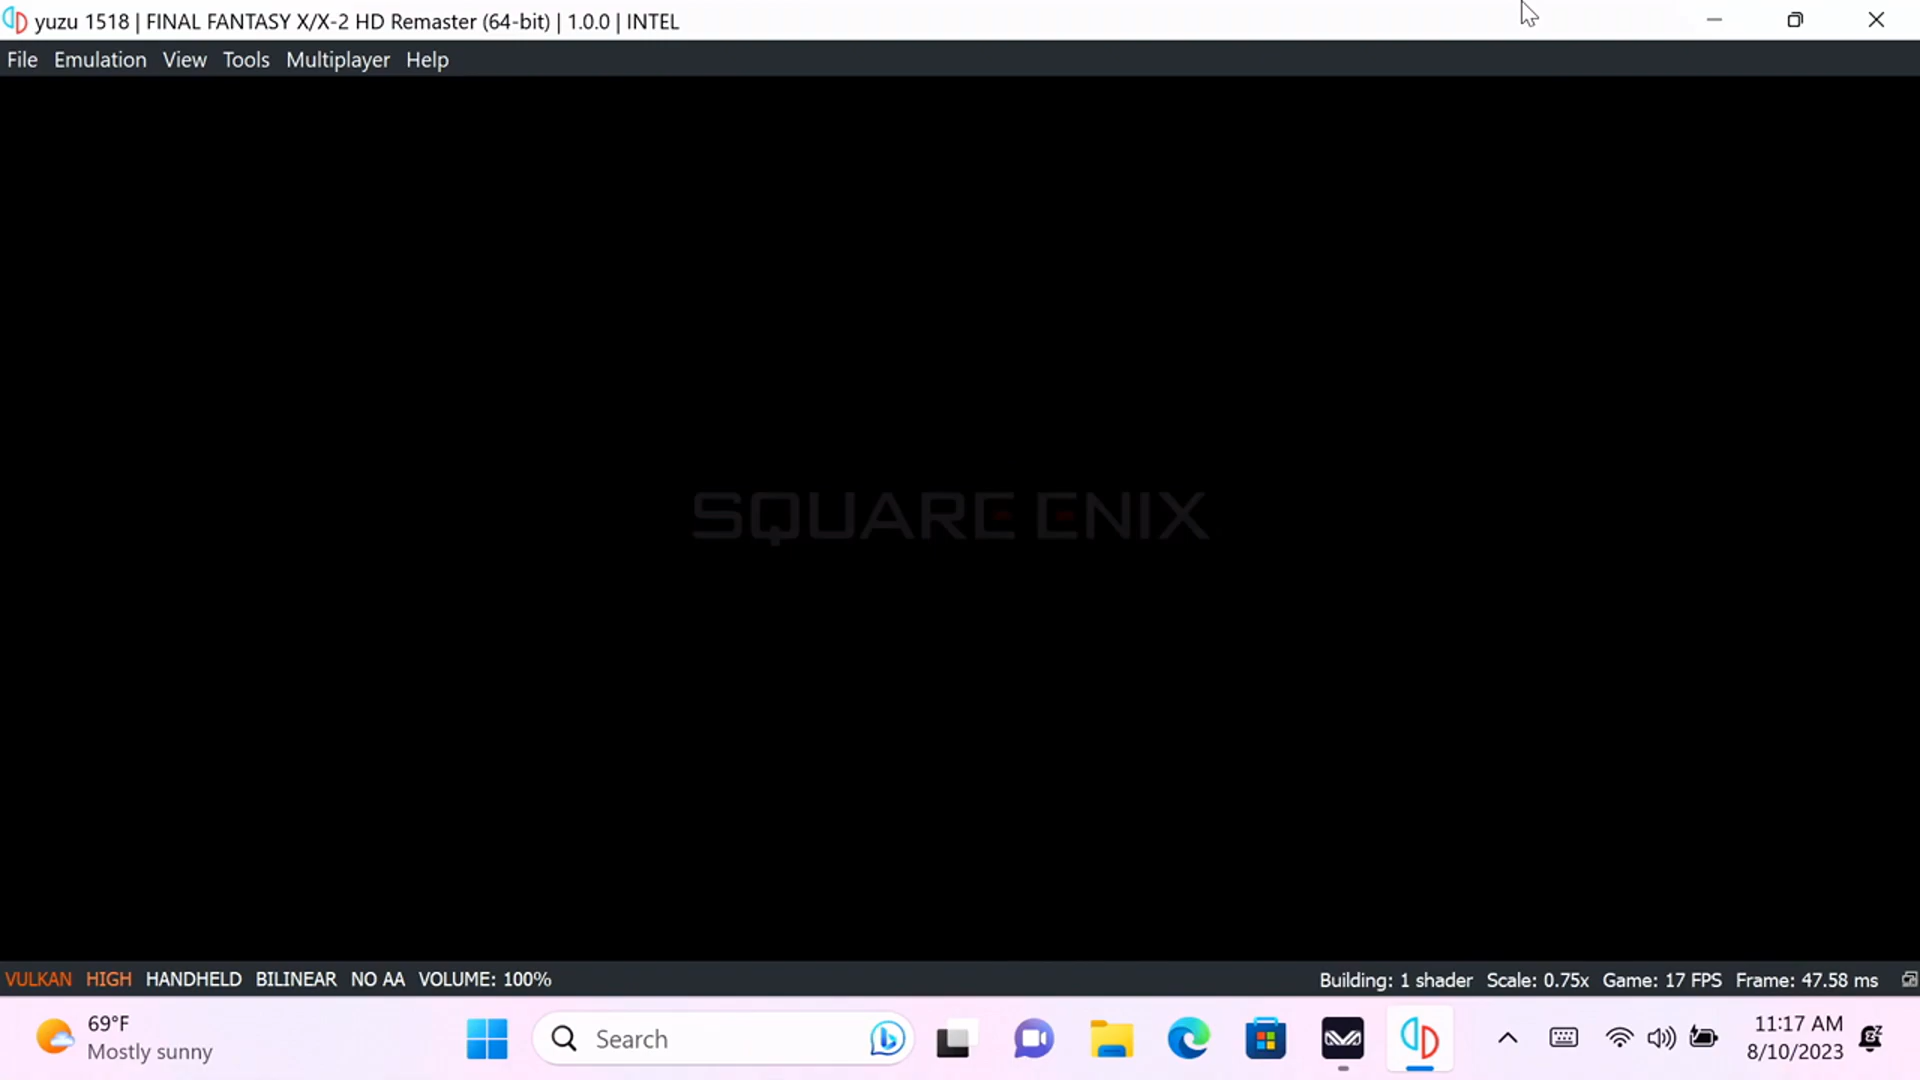 yuzu 1518 | FINAL FANTASY X/X-2 HD Remaster (64-bit) | 1.0.0 | INTEL
File Emulation View Tools Multiplayer Help
SQUARE ENIX
VULKAN HIGH HANDHELD BILINEAR NO AA VOLUME: 100% Building: 1 shader Scale: 0.75x Game: 17 FPS Frame: 47.58 ms
69°F
Mostly sunny
Search
11:17 AM
8/10/2023